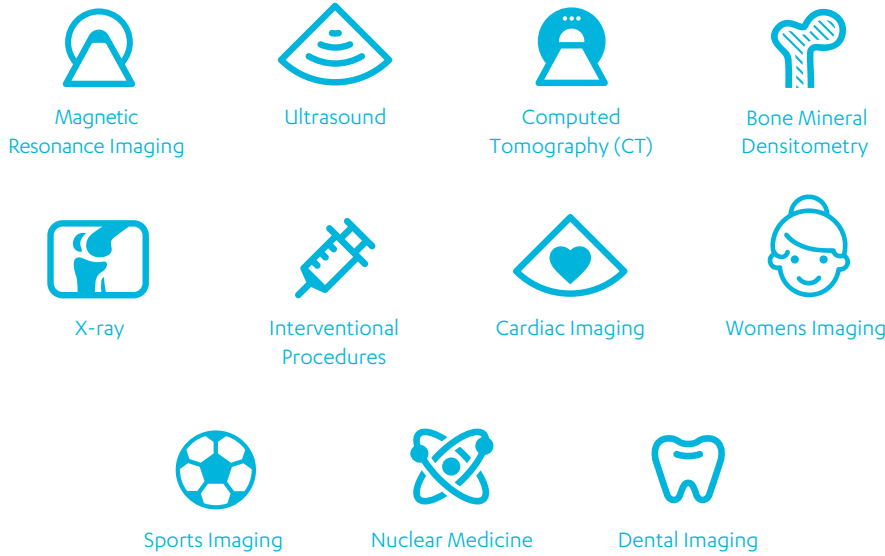 Magnetic
Resonance Imaging
Ultrasound
Computed
Tomography (CT)
Bone Mineral
Densitometry
X-ray
Interventional
Procedures
Cardiac Imaging
Womens Imaging
Sports Imaging
Nuclear Medicine
Dental Imaging